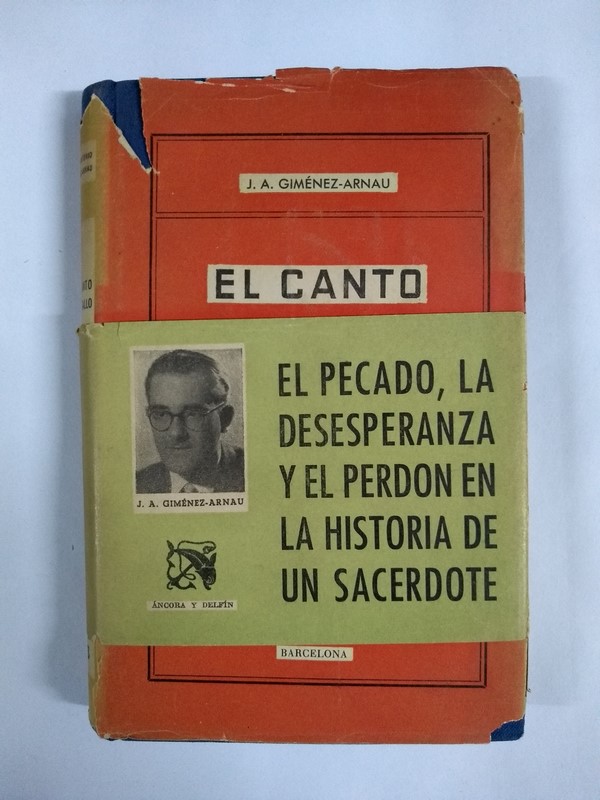 J. A. GIMÉNEZ-ARNAU
EL CANTO
EL PECADO, LA
DESESPERANZA
Y EL PERDON EN
LA HISTORIA DE
UN SACERDOTE
J. A. GIMÉNEZ-ARNAU
ÁNCORA Y DELFÍN
BARCELONA